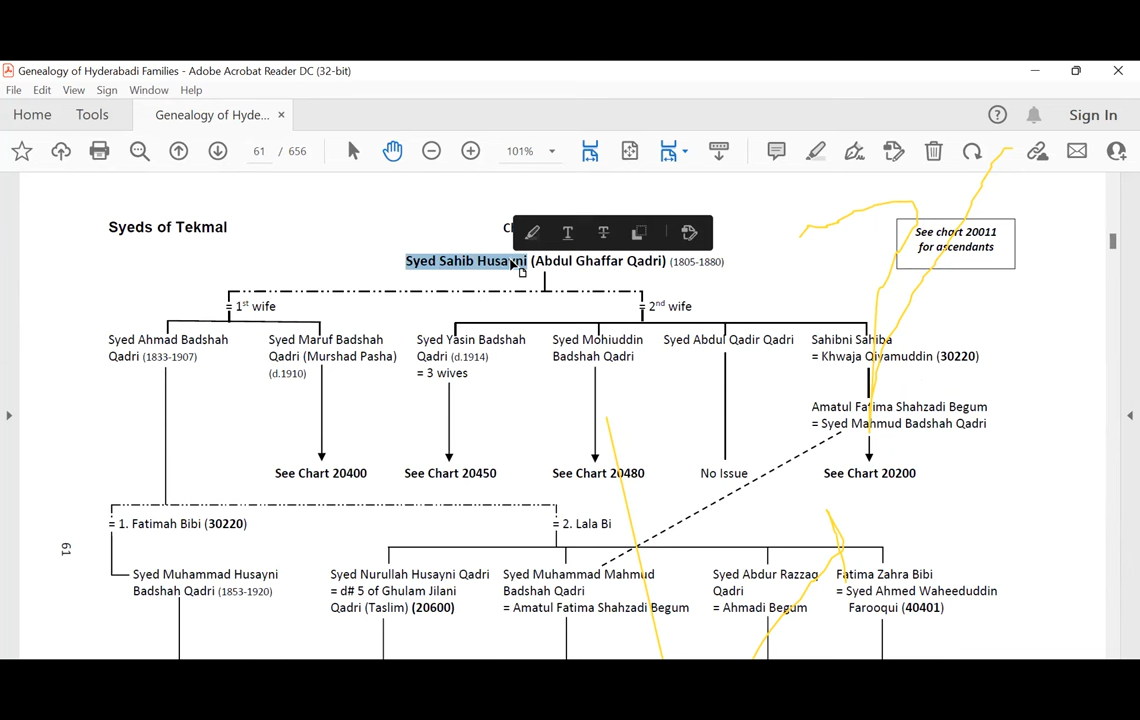 Genealogy of Hyderabadi Families - Adobe Acrobat Reader DC (32-bit)
File Edit View Sign Window Help
Home Tools Genealogy of Hyde... × Sign In
61 / 656 101%
Syeds of Tekmal
See chart 20011
for ascendants
Syed Sahib Husayni (Abdul Ghaffar Qadri) (1805-1880)
= 1st wife = 2nd wife
Syed Ahmad Badshah Syed Maruf Badshah Syed Yasin Badshah Syed Mohiuddin Syed Abdul Qadir Qadri Sahibni Sahiba
Qadri (1833-1907) Qadri (Murshad Pasha) Qadri (d.1914) Badshah Qadri = Khwaja Qiyamuddin (30220)
(d.1910) = 3 wives
Amatul Fatima Shahzadi Begum
= Syed Mahmud Badshah Qadri
See Chart 20400 See Chart 20450 See Chart 20480 No Issue See Chart 20200
= 1. Fatimah Bibi (30220) = 2. Lala Bi
61
Syed Muhammad Husayni Syed Nurullah Husayni Qadri Syed Muhammad Mahmud Syed Abdur Razzaq Fatima Zahra Bibi
Badshah Qadri (1853-1920) = d# 5 of Ghulam Jilani Badshah Qadri Qadri = Syed Ahmed Waheeduddin
Qadri (Taslim) (20600) = Amatul Fatima Shahzadi Begum = Ahmadi Begum Farooqui (40401)